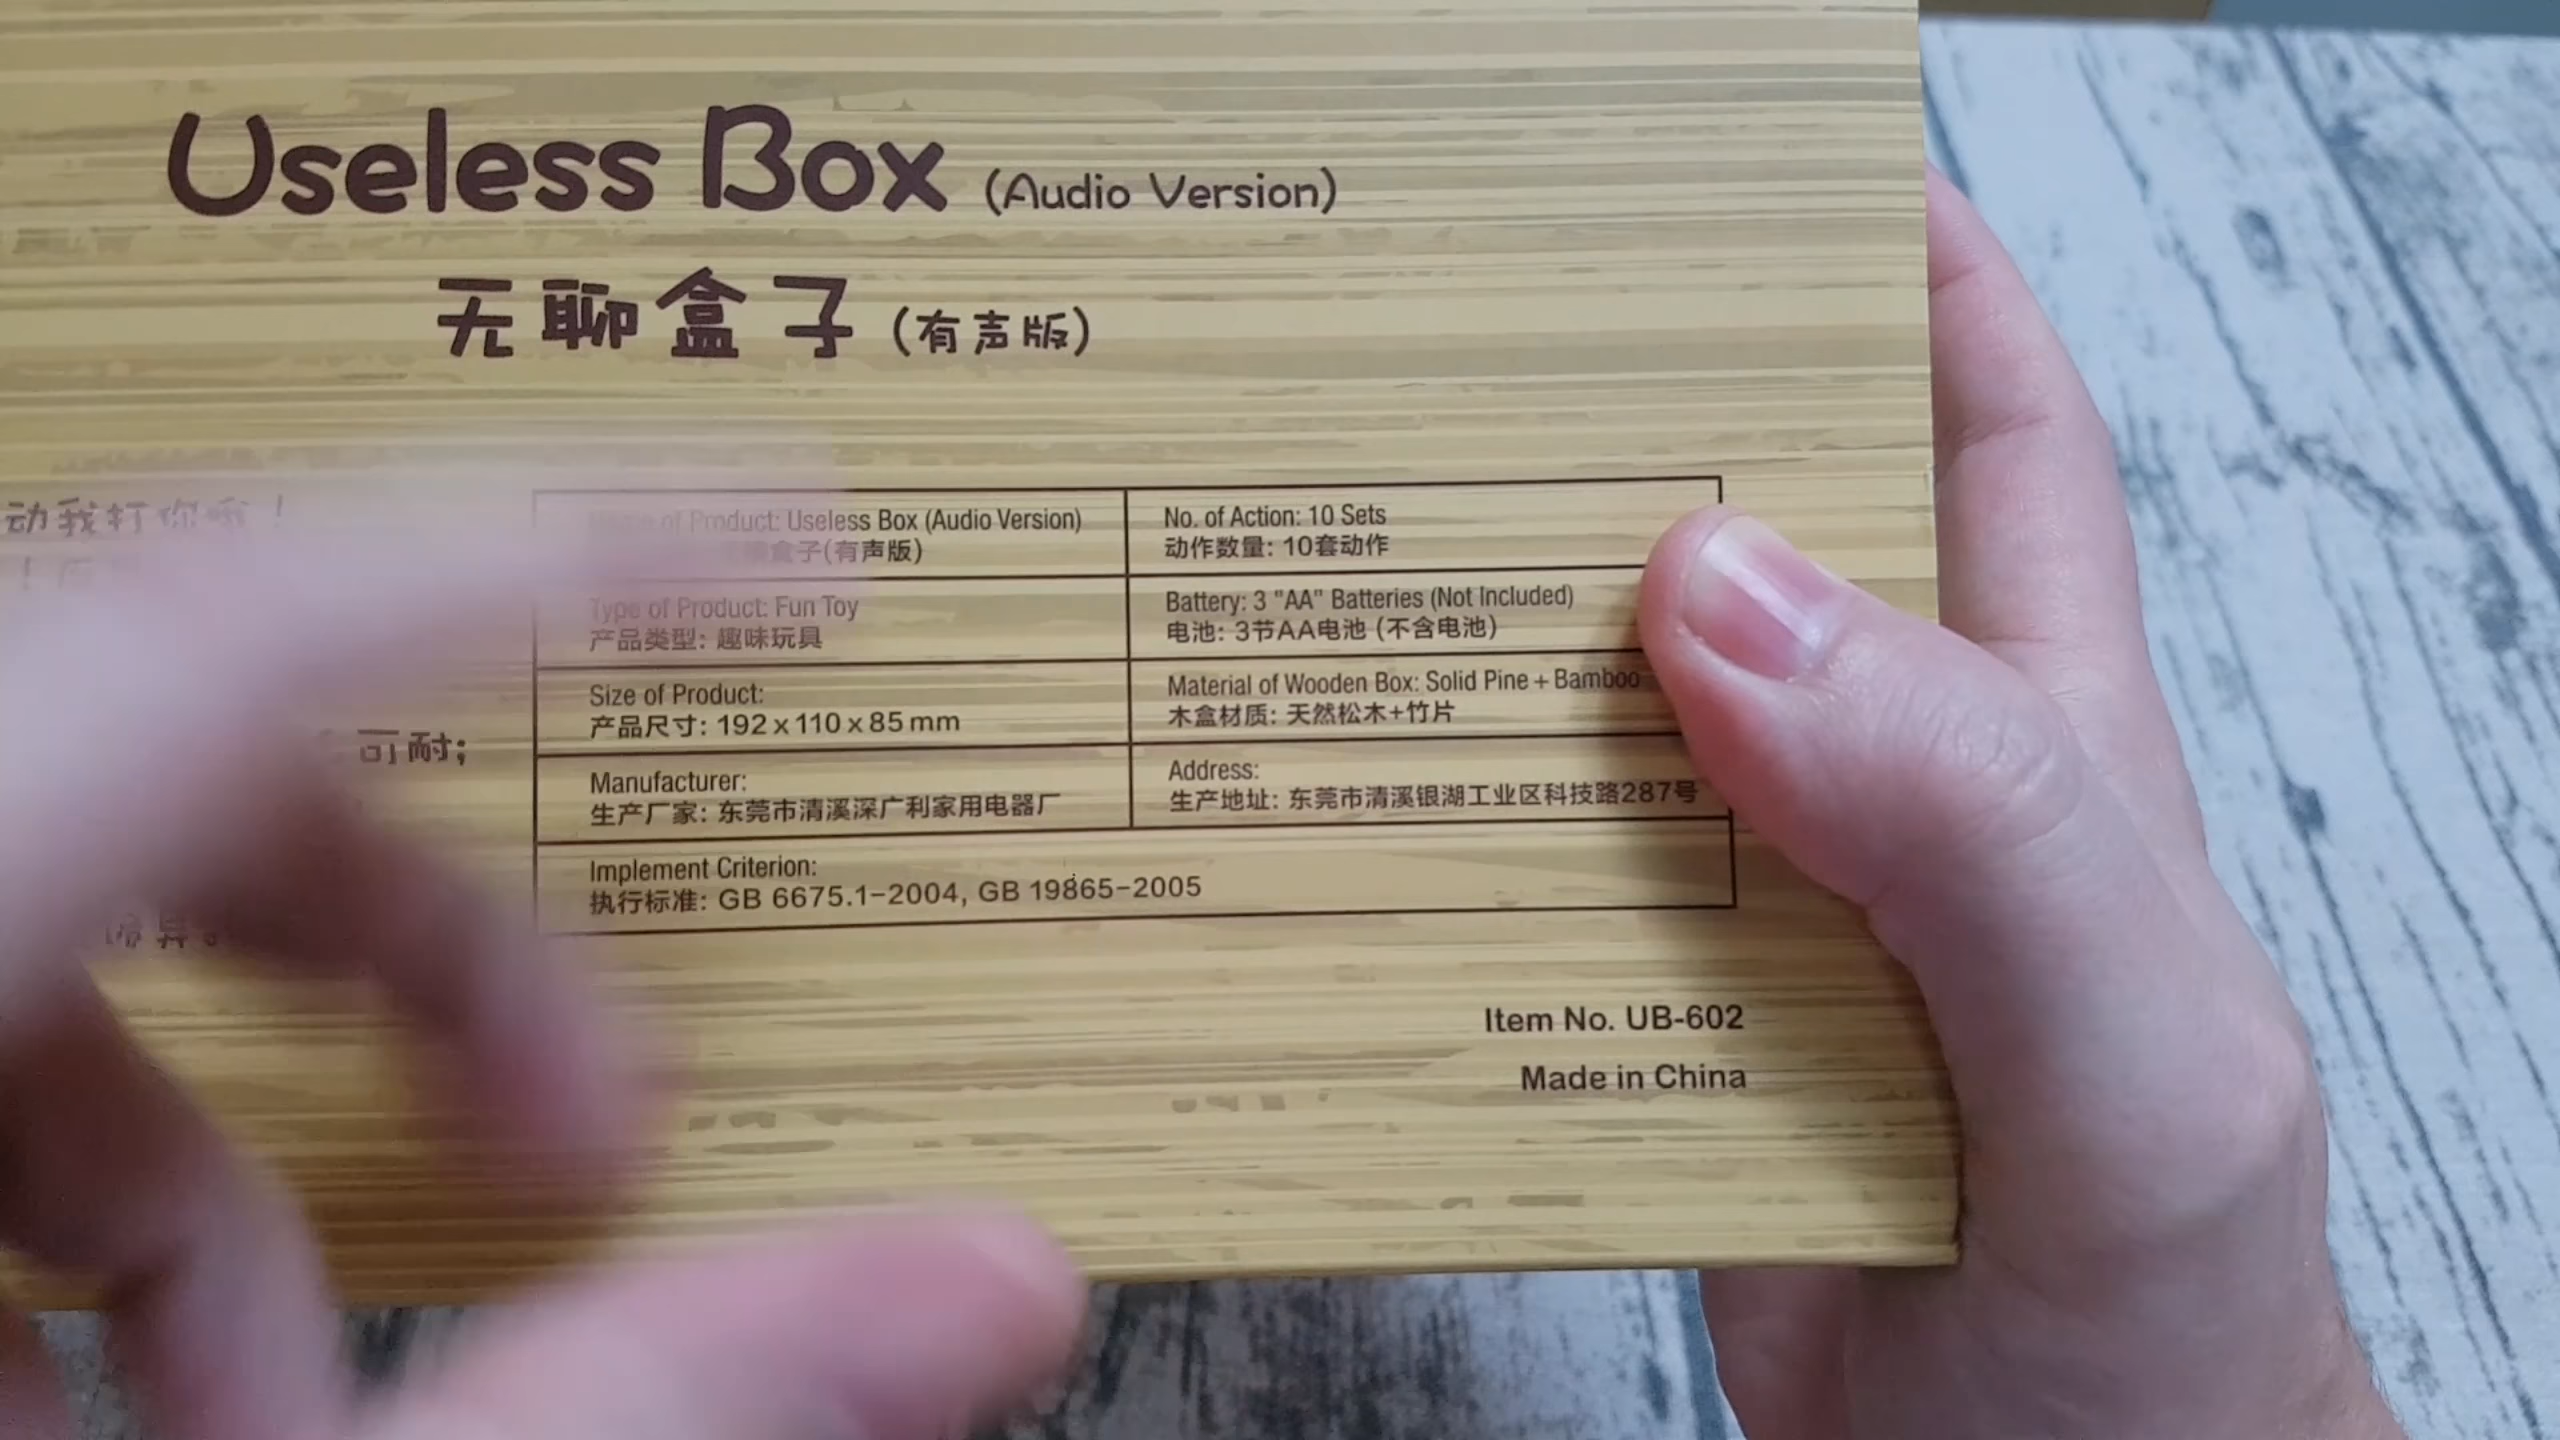 Useless Box (Audio Version)
无聊盒子 (有声版)
动我打你哦！
可耐;
of Product: Useless Box (Audio Version)
盒子(有声版)
Type of Product: Fun Toy
产品类型: 趣味玩具
Size of Product:
产品尺寸: 192 x 110 x 85 mm
Manufacturer:
生产厂家: 东莞市清溪深广利家用电器厂
No. of Action: 10 Sets
动作数量: 10套动作
Battery: 3 "AA" Batteries (Not Included)
电池: 3节AA电池 (不含电池)
Material of Wooden Box: Solid Pine + Bamboo
木盒材质: 天然松木+竹片
Address:
生产地址: 东莞市清溪银湖工业区科技路287号
Implement Criterion:
执行标准: GB 6675.1-2004, GB 19865-2005
Item No. UB-602
Made in China